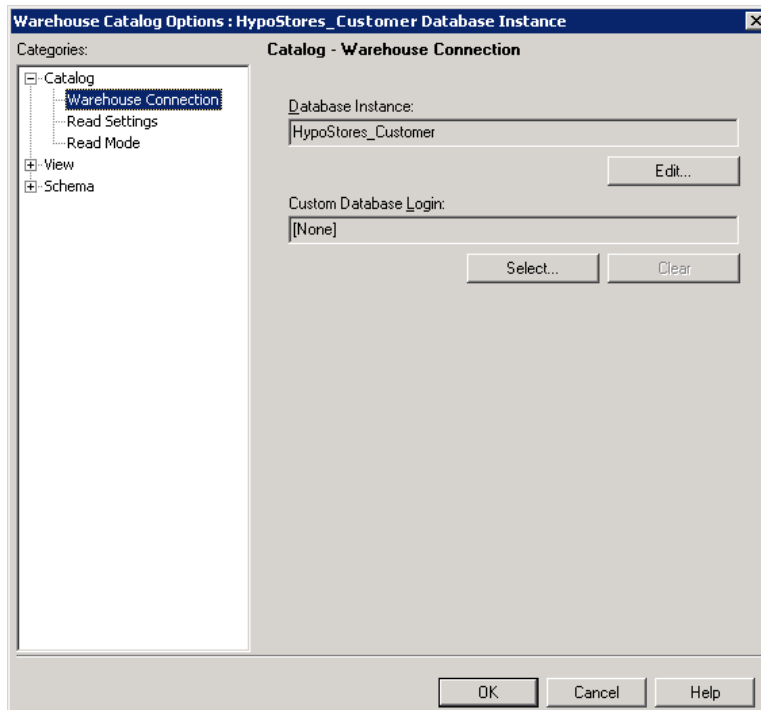 Warehouse Catalog Options : HypoStores_Customer Database Instance
Categories:
Catalog
Warehouse Connection
Read Settings
Read Mode
View
Schema
Catalog - Warehouse Connection
Database Instance:
HypoStores_Customer
Edit...
Custom Database Login:
[None]
Select...
Clear
OK
Cancel
Help